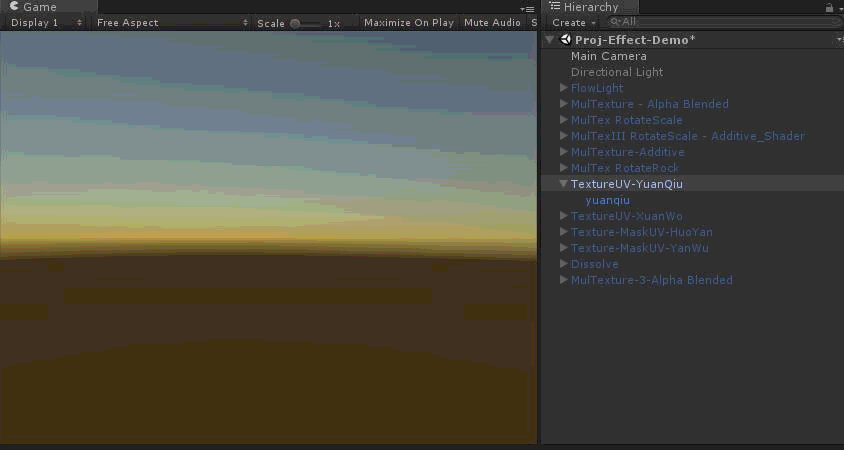 Game
Display 1 Free Aspect Scale 1x Maximize On Play Mute Audio S
Hierarchy
Create All
Proj-Effect-Demo*
Main Camera
Directional Light
FlowLight
MulTexture - Alpha Blended
MulTex RotateScale
MulTexIII RotateScale - Additive_Shader
MulTexture-Additive
MulTex RotateRock
TextureUV-YuanQiu
yuanqiu
TextureUV-XuanWo
Texture-MaskUV-HuoYan
Texture-MaskUV-YanWu
Dissolve
MulTexture-3-Alpha Blended